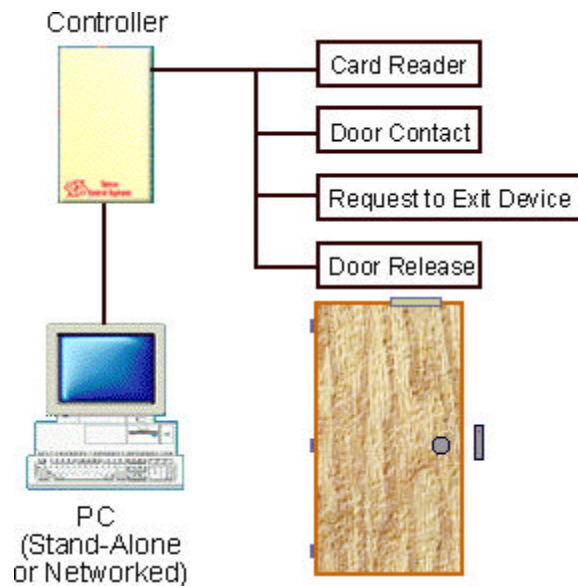 Controller
Card Reader
Door Contact
Request to Exit Device
Door Release
PC
(Stand-Alone
or Networked)